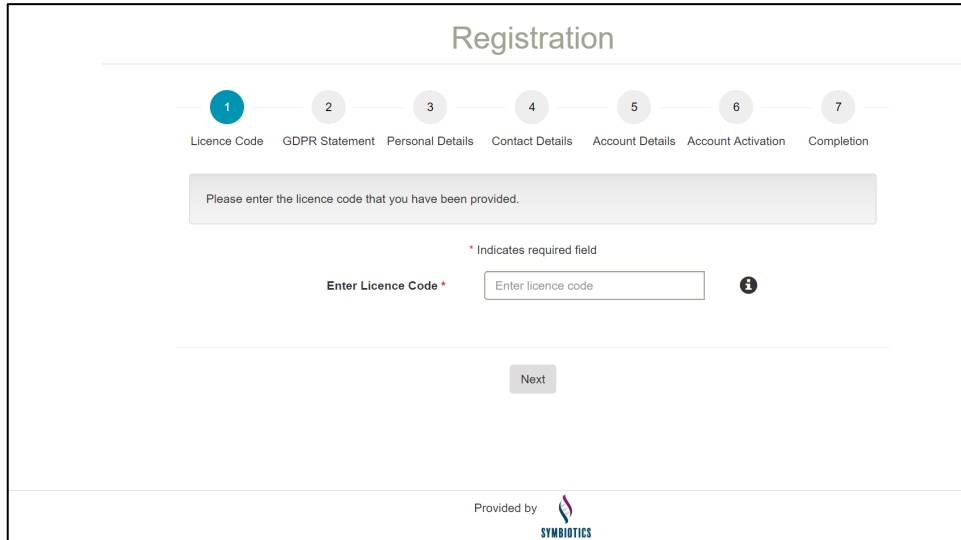 Registration
1 2 3 4 5 6 7
Licence Code GDPR Statement Personal Details Contact Details Account Details Account Activation Completion
Please enter the licence code that you have been provided.
* Indicates required field
Enter Licence Code * Enter licence code
Next
Provided by
SYMBIOTICS